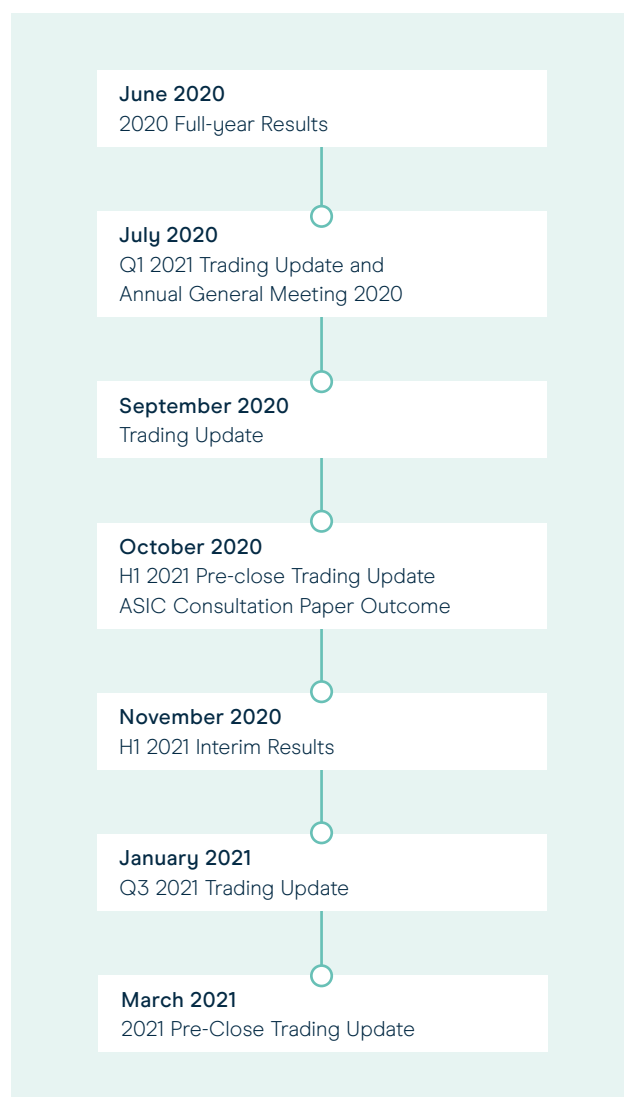 June 2020
2020 Full-year Results
July 2020
Q1 2021 Trading Update and
Annual General Meeting 2020
September 2020
Trading Update
October 2020
H1 2021 Pre-close Trading Update
ASIC Consultation Paper Outcome
November 2020
H1 2021 Interim Results
January 2021
Q3 2021 Trading Update
March 2021
2021 Pre-Close Trading Update